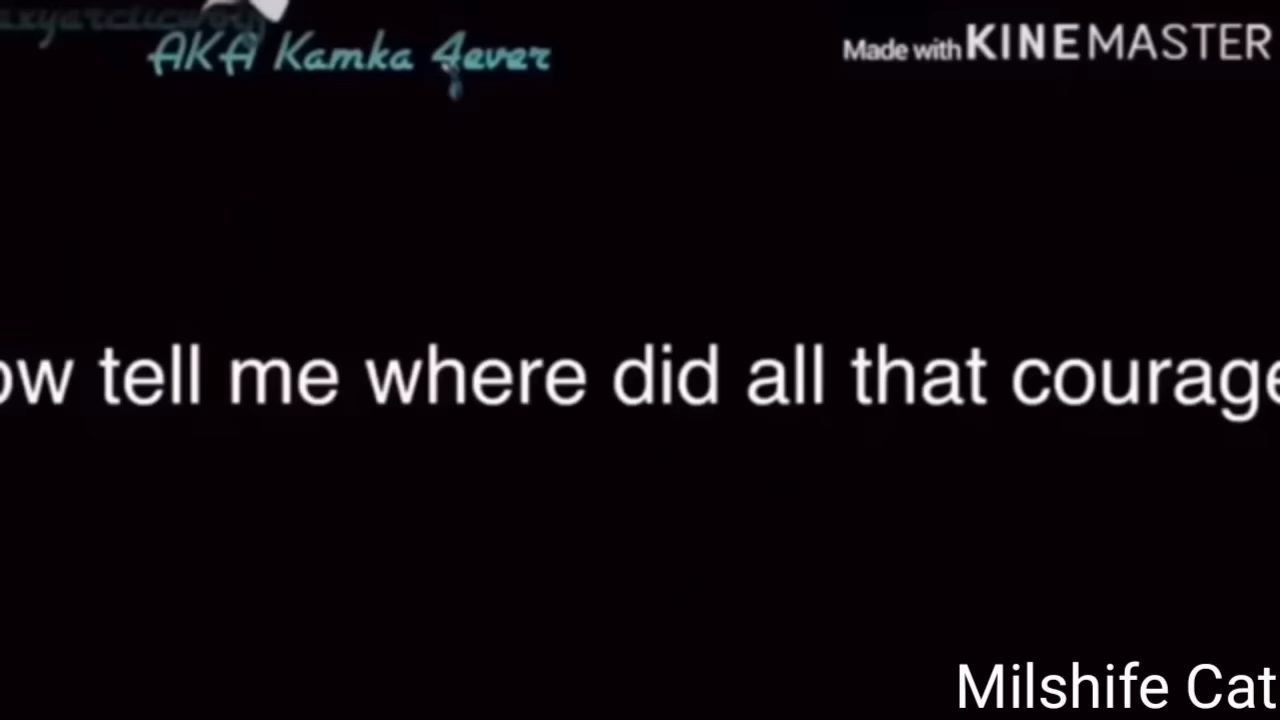 AKA Kamka 4ever
Made with KINEMASTER
ow tell me where did all that courage
Milshife Cat